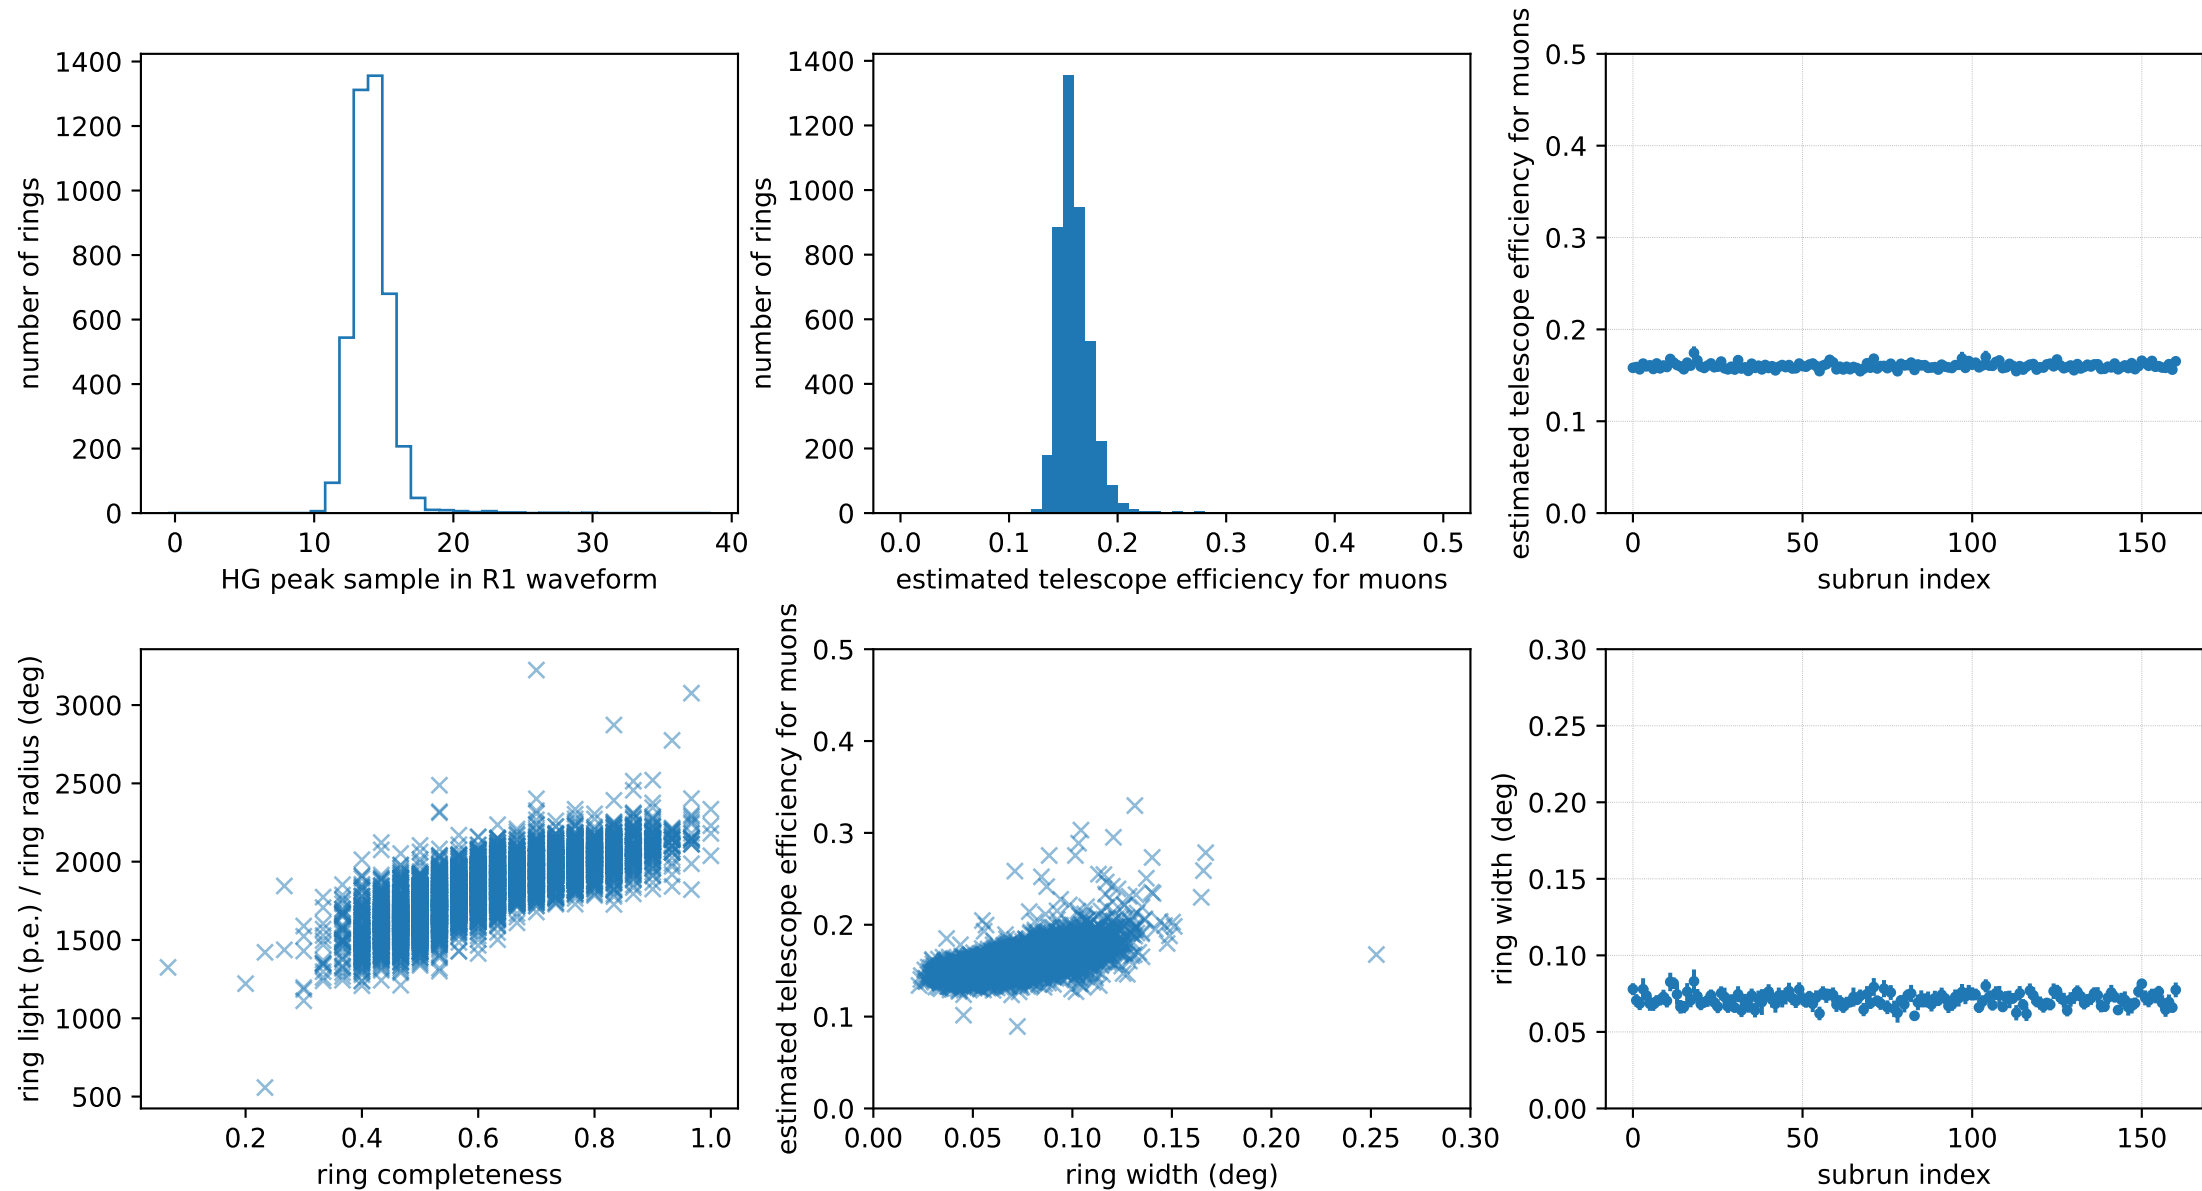 number of rings
1400
1200
1000
800
600
400
200
0
0 10 20 30 40
HG peak sample in R1 waveform
number of rings
1400
1200
1000
800
600
400
200
0
0.0 0.1 0.2 0.3 0.4 0.5
estimated telescope efficiency for muons
estimated telescope efficiency for muons
0.5
0.4
0.3
0.2
0.1
0.0
0 50 100 150
subrun index
ring light (p.e.) / ring radius (deg)
3000
2500
2000
1500
1000
500
0.2 0.4 0.6 0.8 1.0
ring completeness
estimated telescope efficiency for muons
0.5
0.4
0.3
0.2
0.1
0.0
0.00 0.05 0.10 0.15 0.20 0.25 0.30
ring width (deg)
ring width (deg)
0.30
0.25
0.20
0.15
0.10
0.05
0.00
0 50 100 150
subrun index